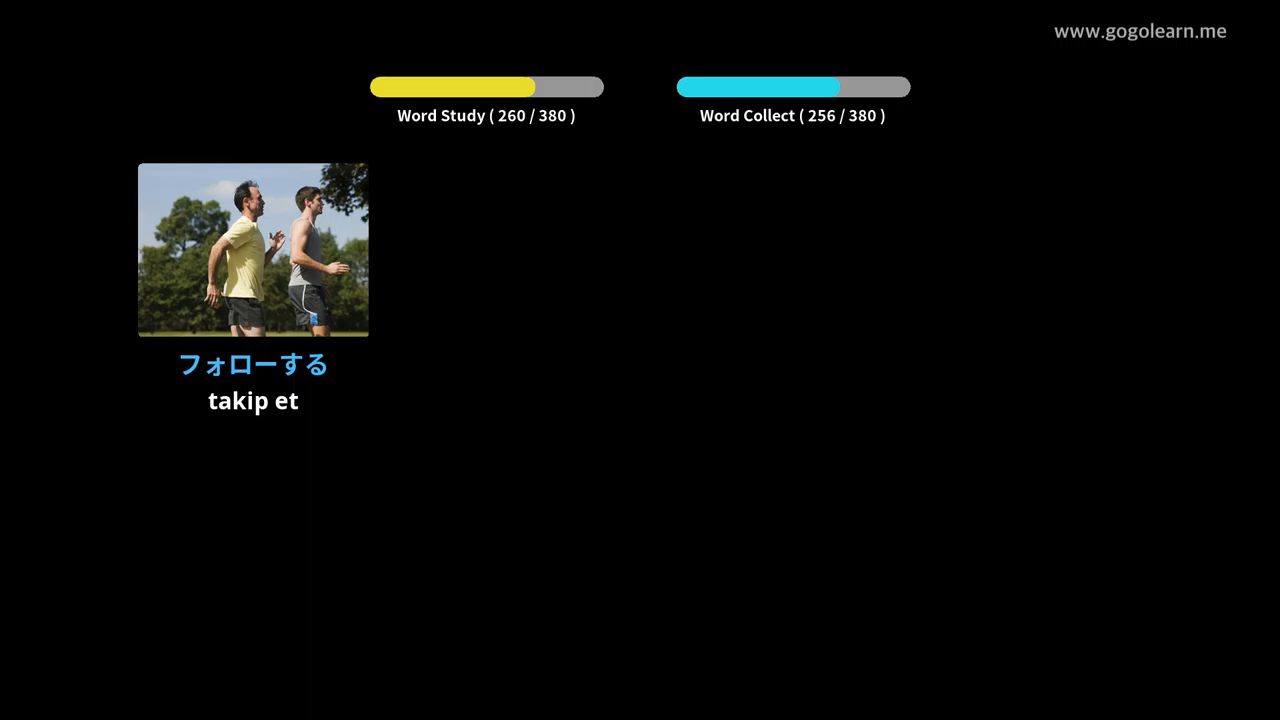 www.gogolearn.me
Word Study ( 260 / 380 )
Word Collect ( 256 / 380 )
フォローする
takip et